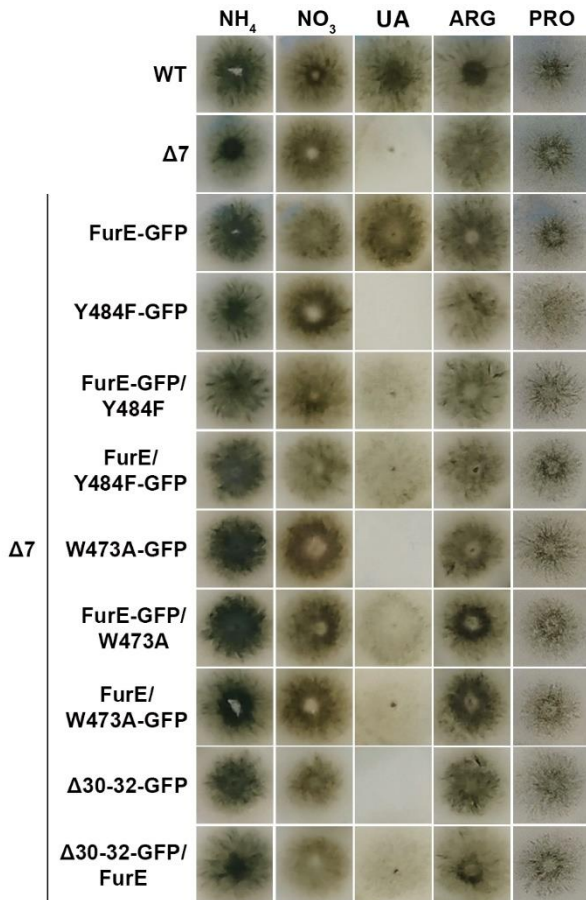 NH₄ NO₃ UA ARG PRO
WT
Δ7
FurE-GFP
Y484F-GFP
FurE-GFP/
Y484F
FurE/
Y484F-GFP
Δ7
W473A-GFP
FurE-GFP/
W473A
FurE/
W473A-GFP
Δ30-32-GFP
Δ30-32-GFP/
FurE